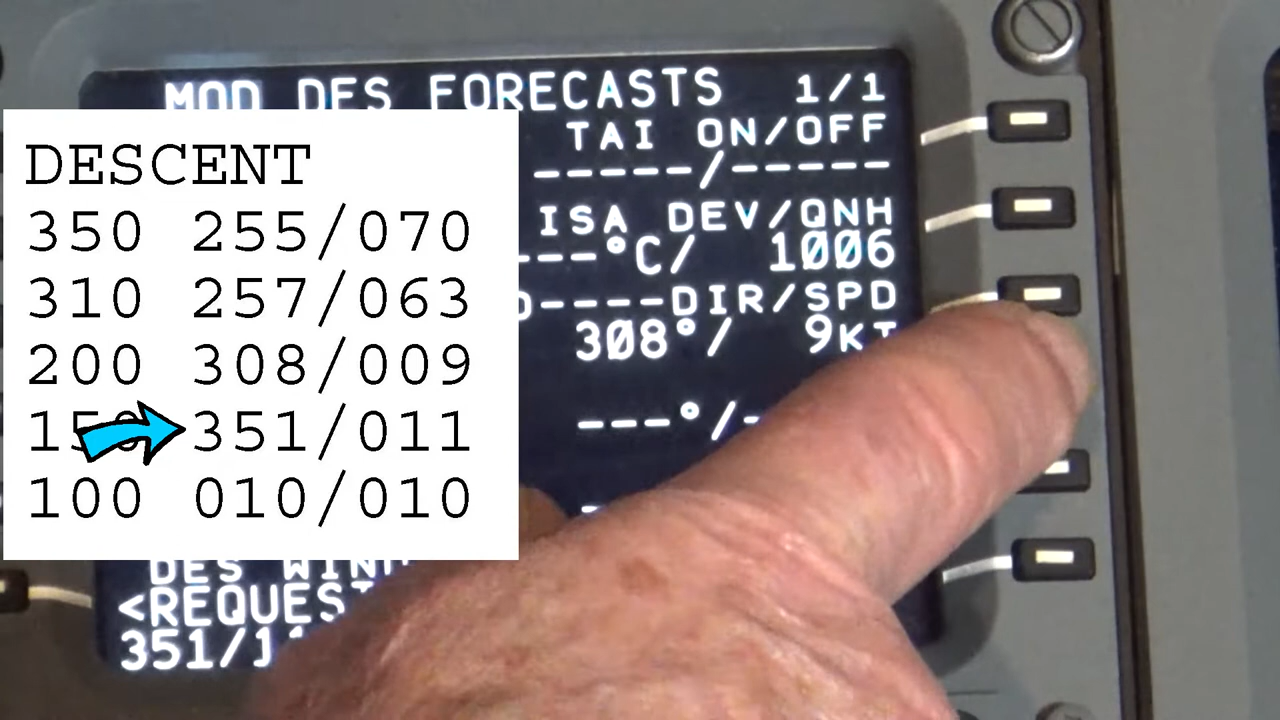 MOD DES FORECASTS 1/1
TAI ON/OFF
-----/-----
ISA DEV/QNH
---°C/ 1006
----DIR/SPD
308°/ 9KT
---°/-
DES WIND
<REQUEST
351/11
DESCENT
350 255/070
310 257/063
200 308/009
150 351/011
100 010/010